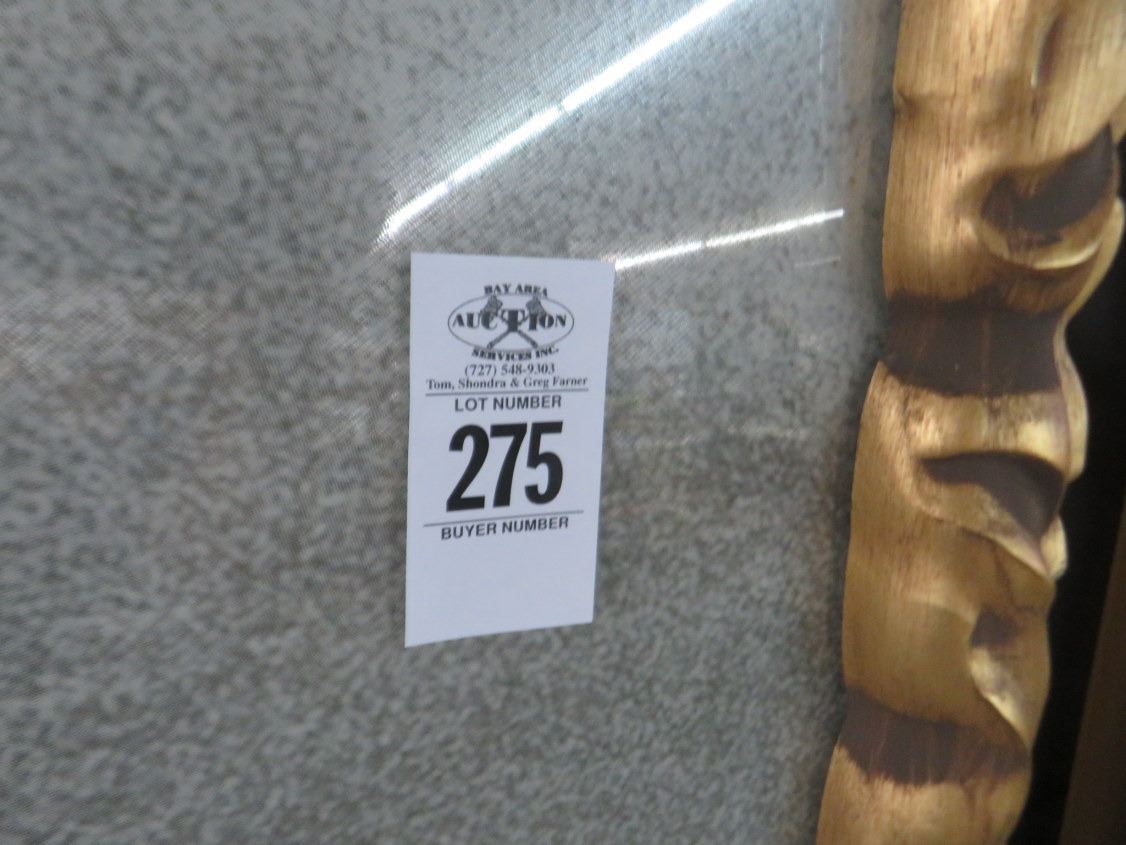 BAY AREA
AUCTION
SERVICES INC.
(727) 548-9303
Tom, Shondra & Greg Farner
LOT NUMBER
275
BUYER NUMBER